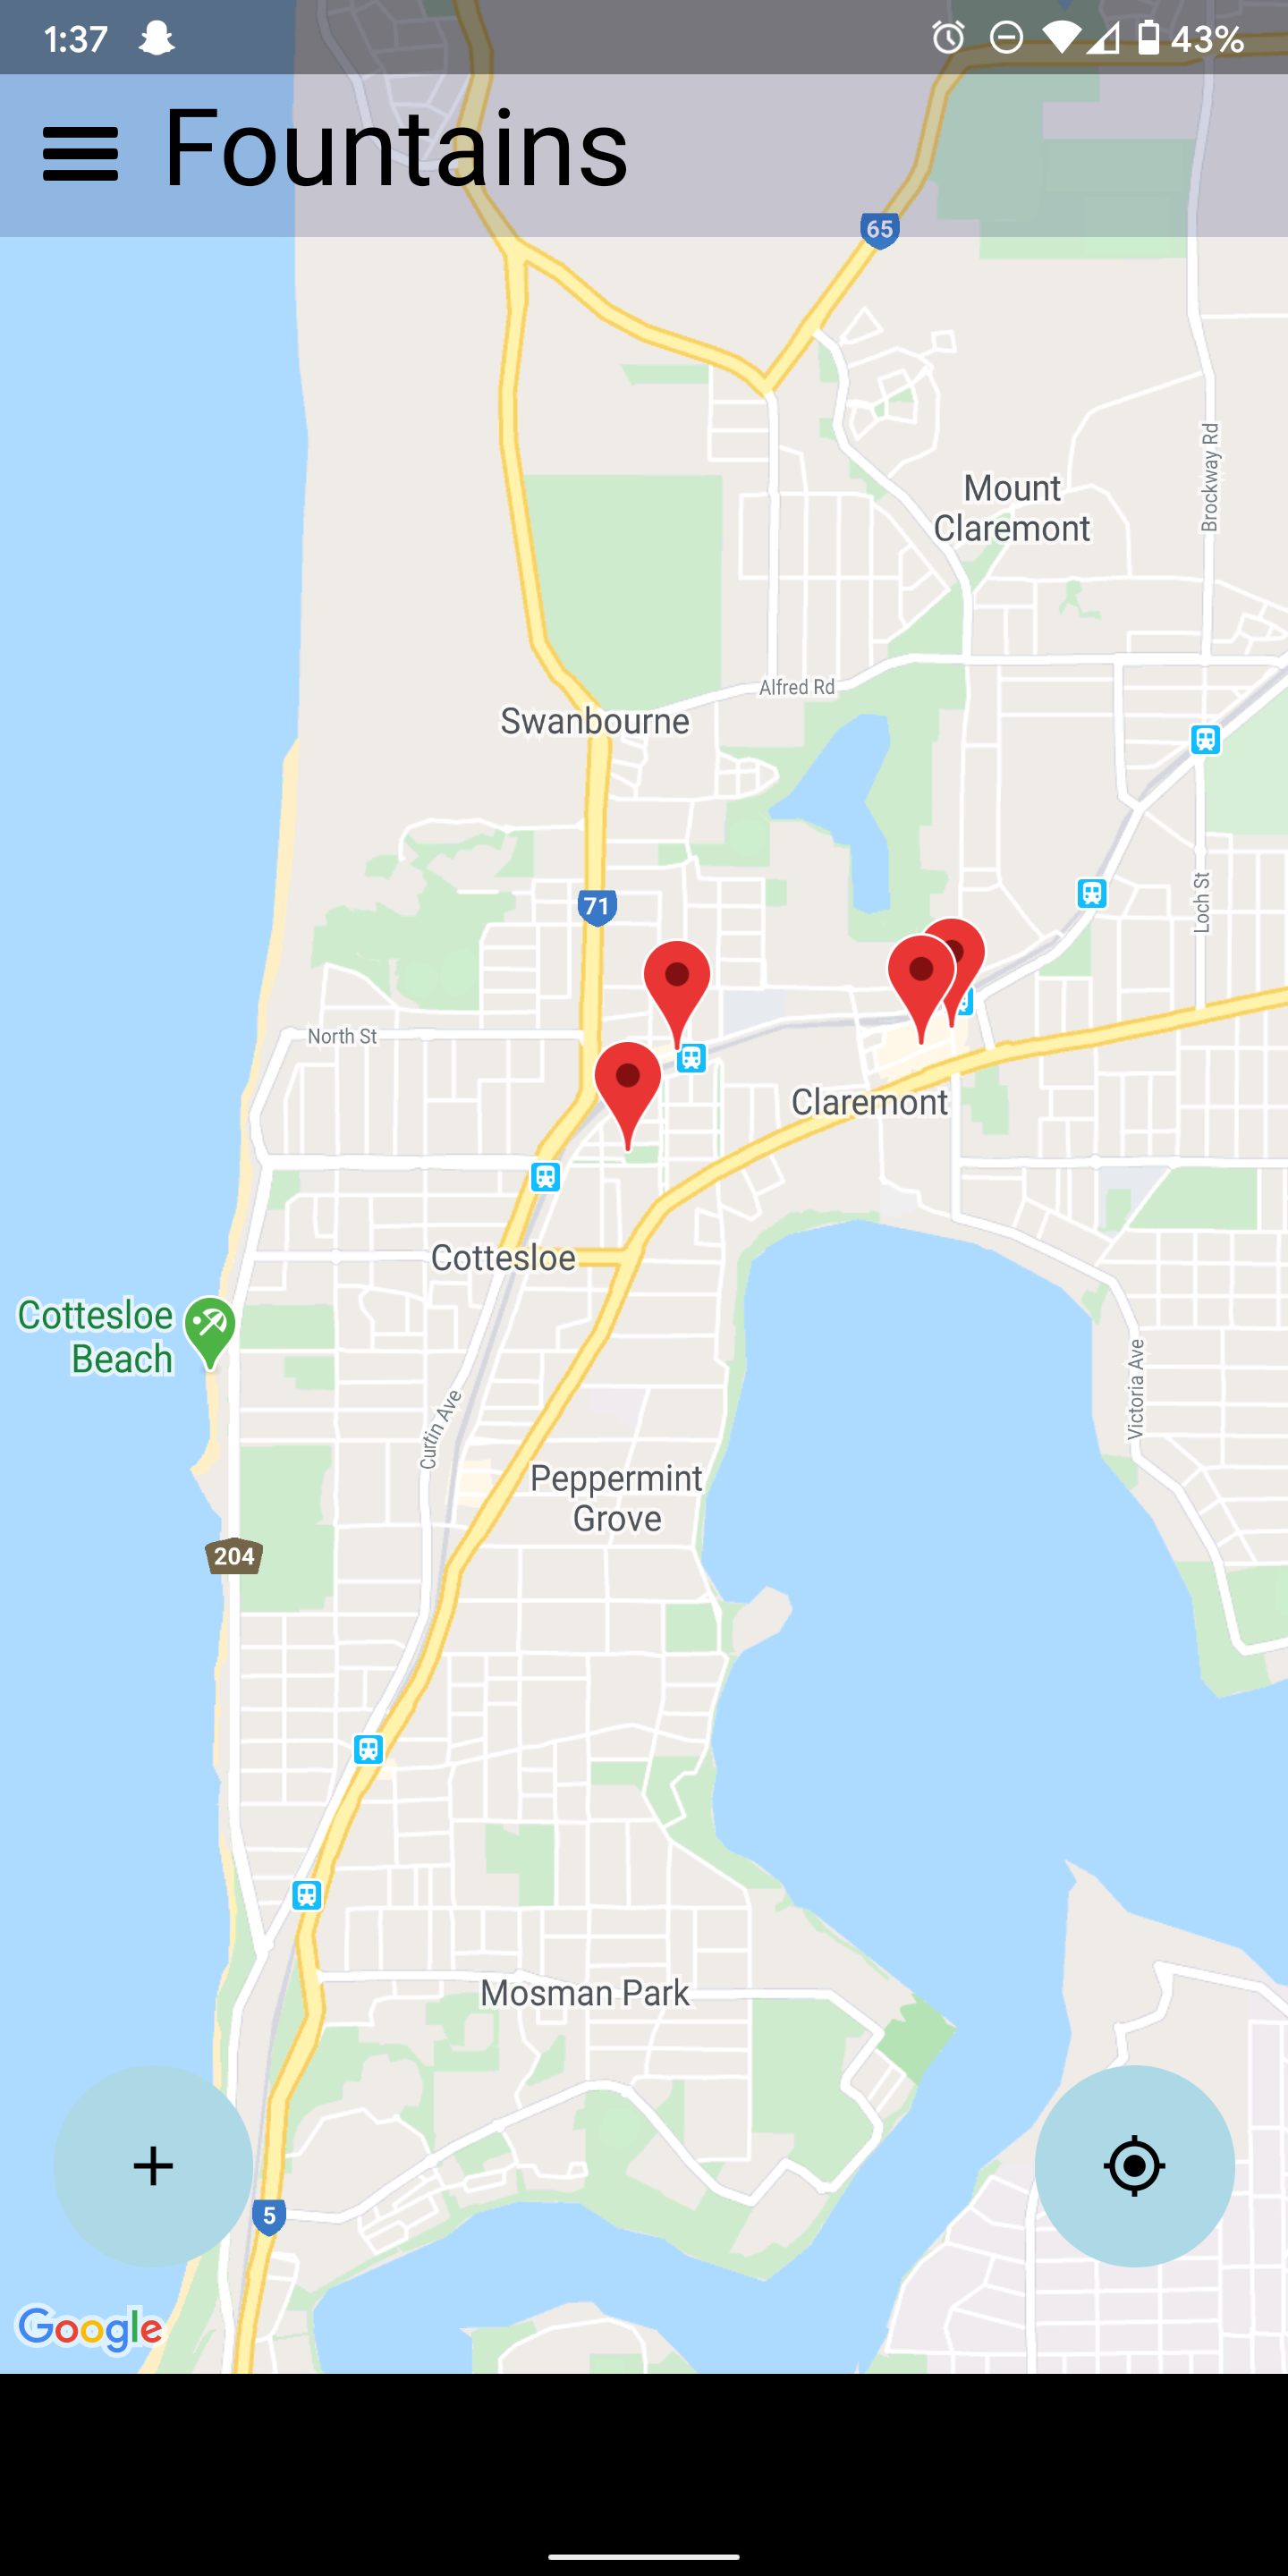 1:37
43%
Fountains
65
Mount
Claremont
Brockway Rd
Alfred Rd
Swanbourne
71
Loch St
North St
Claremont
Cottesloe
Cottesloe
Beach
Curtin Ave
Victoria Ave
Peppermint
Grove
204
Mosman Park
5
Google